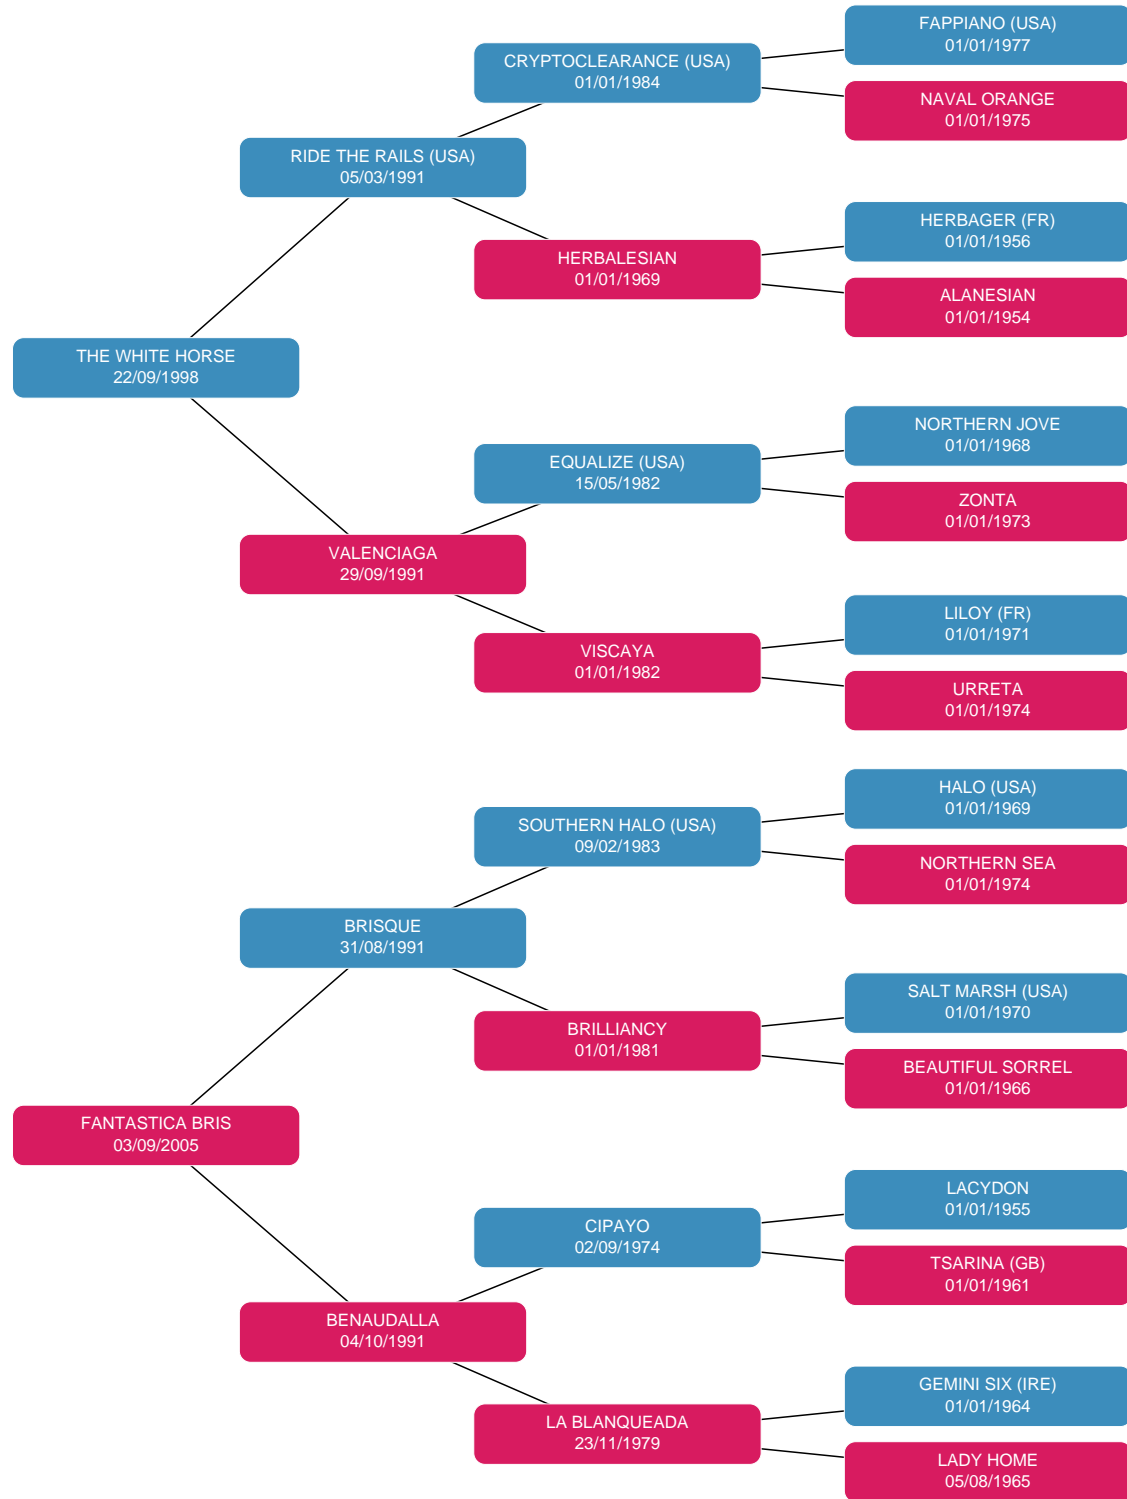 FAPPIANO (USA)
01/01/1977
CRYPTOCLEARANCE (USA)
01/01/1984
NAVAL ORANGE
01/01/1975
RIDE THE RAILS (USA)
05/03/1991
HERBAGER (FR)
01/01/1956
HERBALESIAN
01/01/1969
ALANESIAN
01/01/1954
THE WHITE HORSE
22/09/1998
NORTHERN JOVE
01/01/1968
EQUALIZE (USA)
15/05/1982
ZONTA
01/01/1973
VALENCIAGA
29/09/1991
LILOY (FR)
01/01/1971
VISCAYA
01/01/1982
URRETA
01/01/1974
HALO (USA)
01/01/1969
SOUTHERN HALO (USA)
09/02/1983
NORTHERN SEA
01/01/1974
BRISQUE
31/08/1991
SALT MARSH (USA)
01/01/1970
BRILLIANCY
01/01/1981
BEAUTIFUL SORREL
01/01/1966
FANTASTICA BRIS
03/09/2005
LACYDON
01/01/1955
CIPAYO
02/09/1974
TSARINA (GB)
01/01/1961
BENAUDALLA
04/10/1991
GEMINI SIX (IRE)
01/01/1964
LA BLANQUEADA
23/11/1979
LADY HOME
05/08/1965